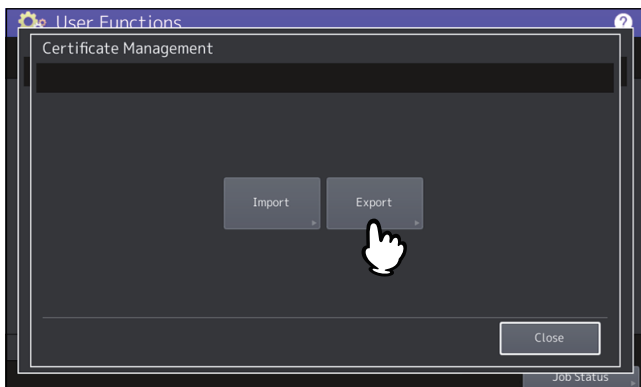 User Functions
?
Certificate Management
Import
Export
Close
Job Status